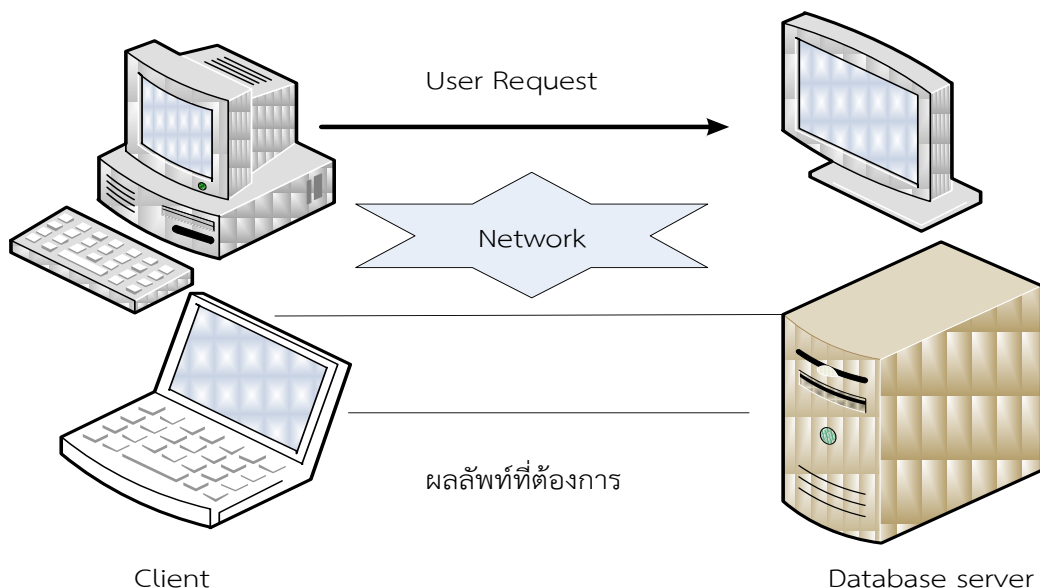 User Request
Network
ผลลัพท์ที่ต้องการ
Client
Database server